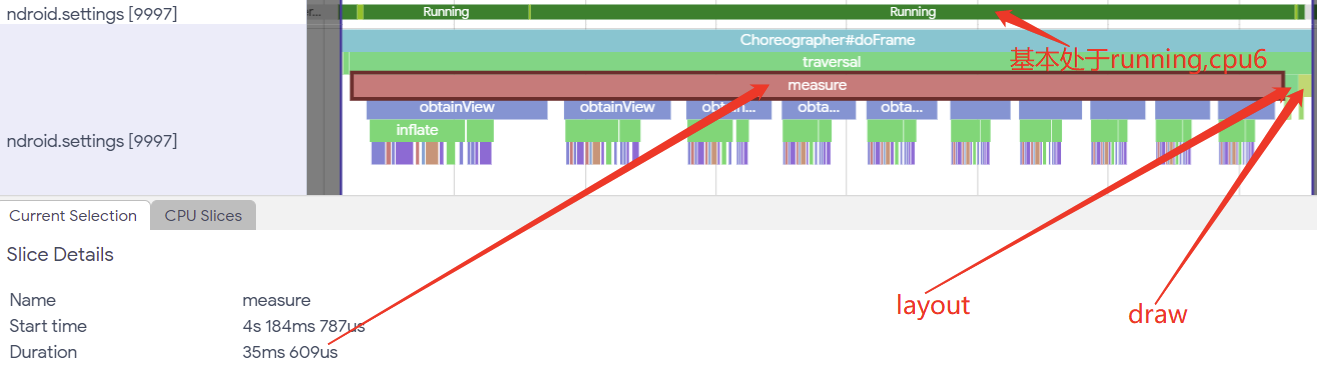 ndroid.settings [9997]
r...
Running
Running
Choreographer#doFrame
traversal
基本处于running,cpu6
measure
obtainView
obtainView
obtain...
obta...
obta...
inflate
ndroid.settings [9997]
Current Selection
CPU Slices
Slice Details
Name measure
Start time 4s 184ms 787us
Duration 35ms 609us
layout
draw